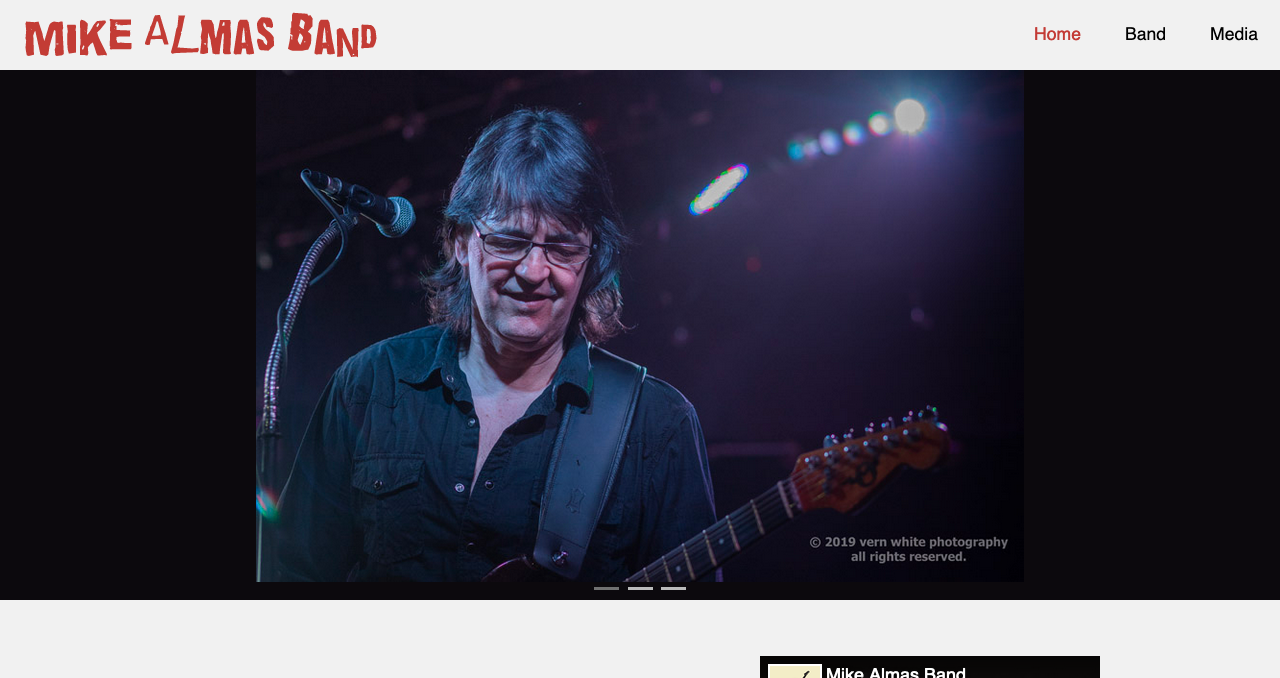 MIKE ALMAS BAND
Home Band Media
© 2019 vern white photography
all rights reserved.
Mike Almas Band